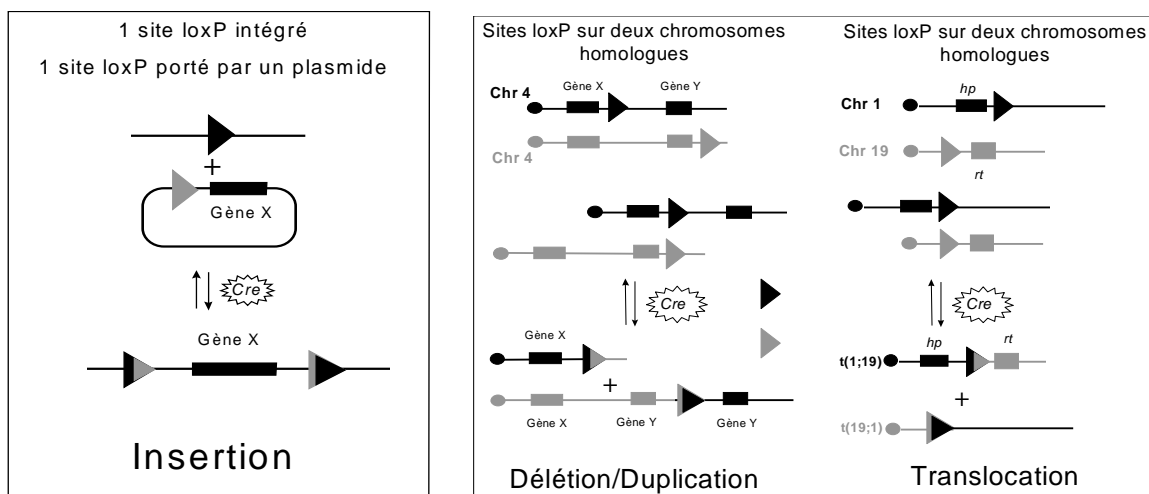 1 site loxP intégré
1 site loxP porté par un plasmide
+
Gène X
Cre
Gène X
Insertion
Sites loxP sur deux chromosomes
homologues
Gène X Gène Y
Chr 4
Chr 4
Cre
Gène X
+
Gène X Gène Y Gène Y
Délétion/Duplication
Sites loxP sur deux chromosomes
homologues
hp
Chr 1
Chr 19
rt
Cre
hp rt
t(1;19)
+
t(19;1)
Translocation